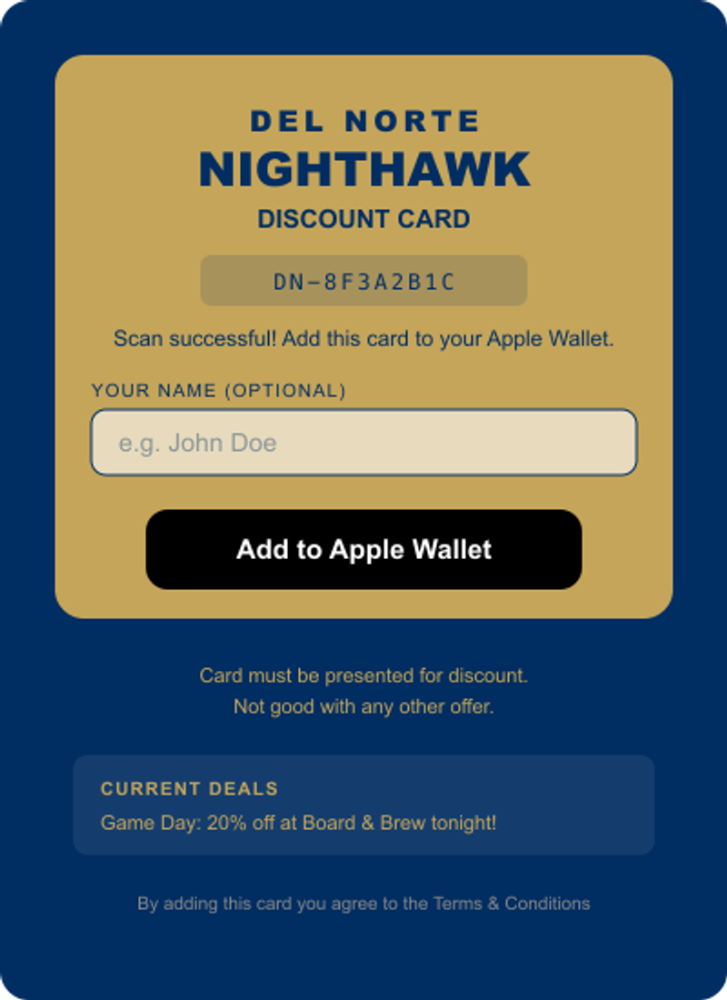 DEL NORTE
NIGHTHAWK
DISCOUNT CARD
DN–8F3A2B1C
Scan successful! Add this card to your Apple Wallet.
YOUR NAME (OPTIONAL)
e.g. John Doe
Add to Apple Wallet
Card must be presented for discount.
Not good with any other offer.
CURRENT DEALS
Game Day: 20% off at Board & Brew tonight!
By adding this card you agree to the Terms & Conditions